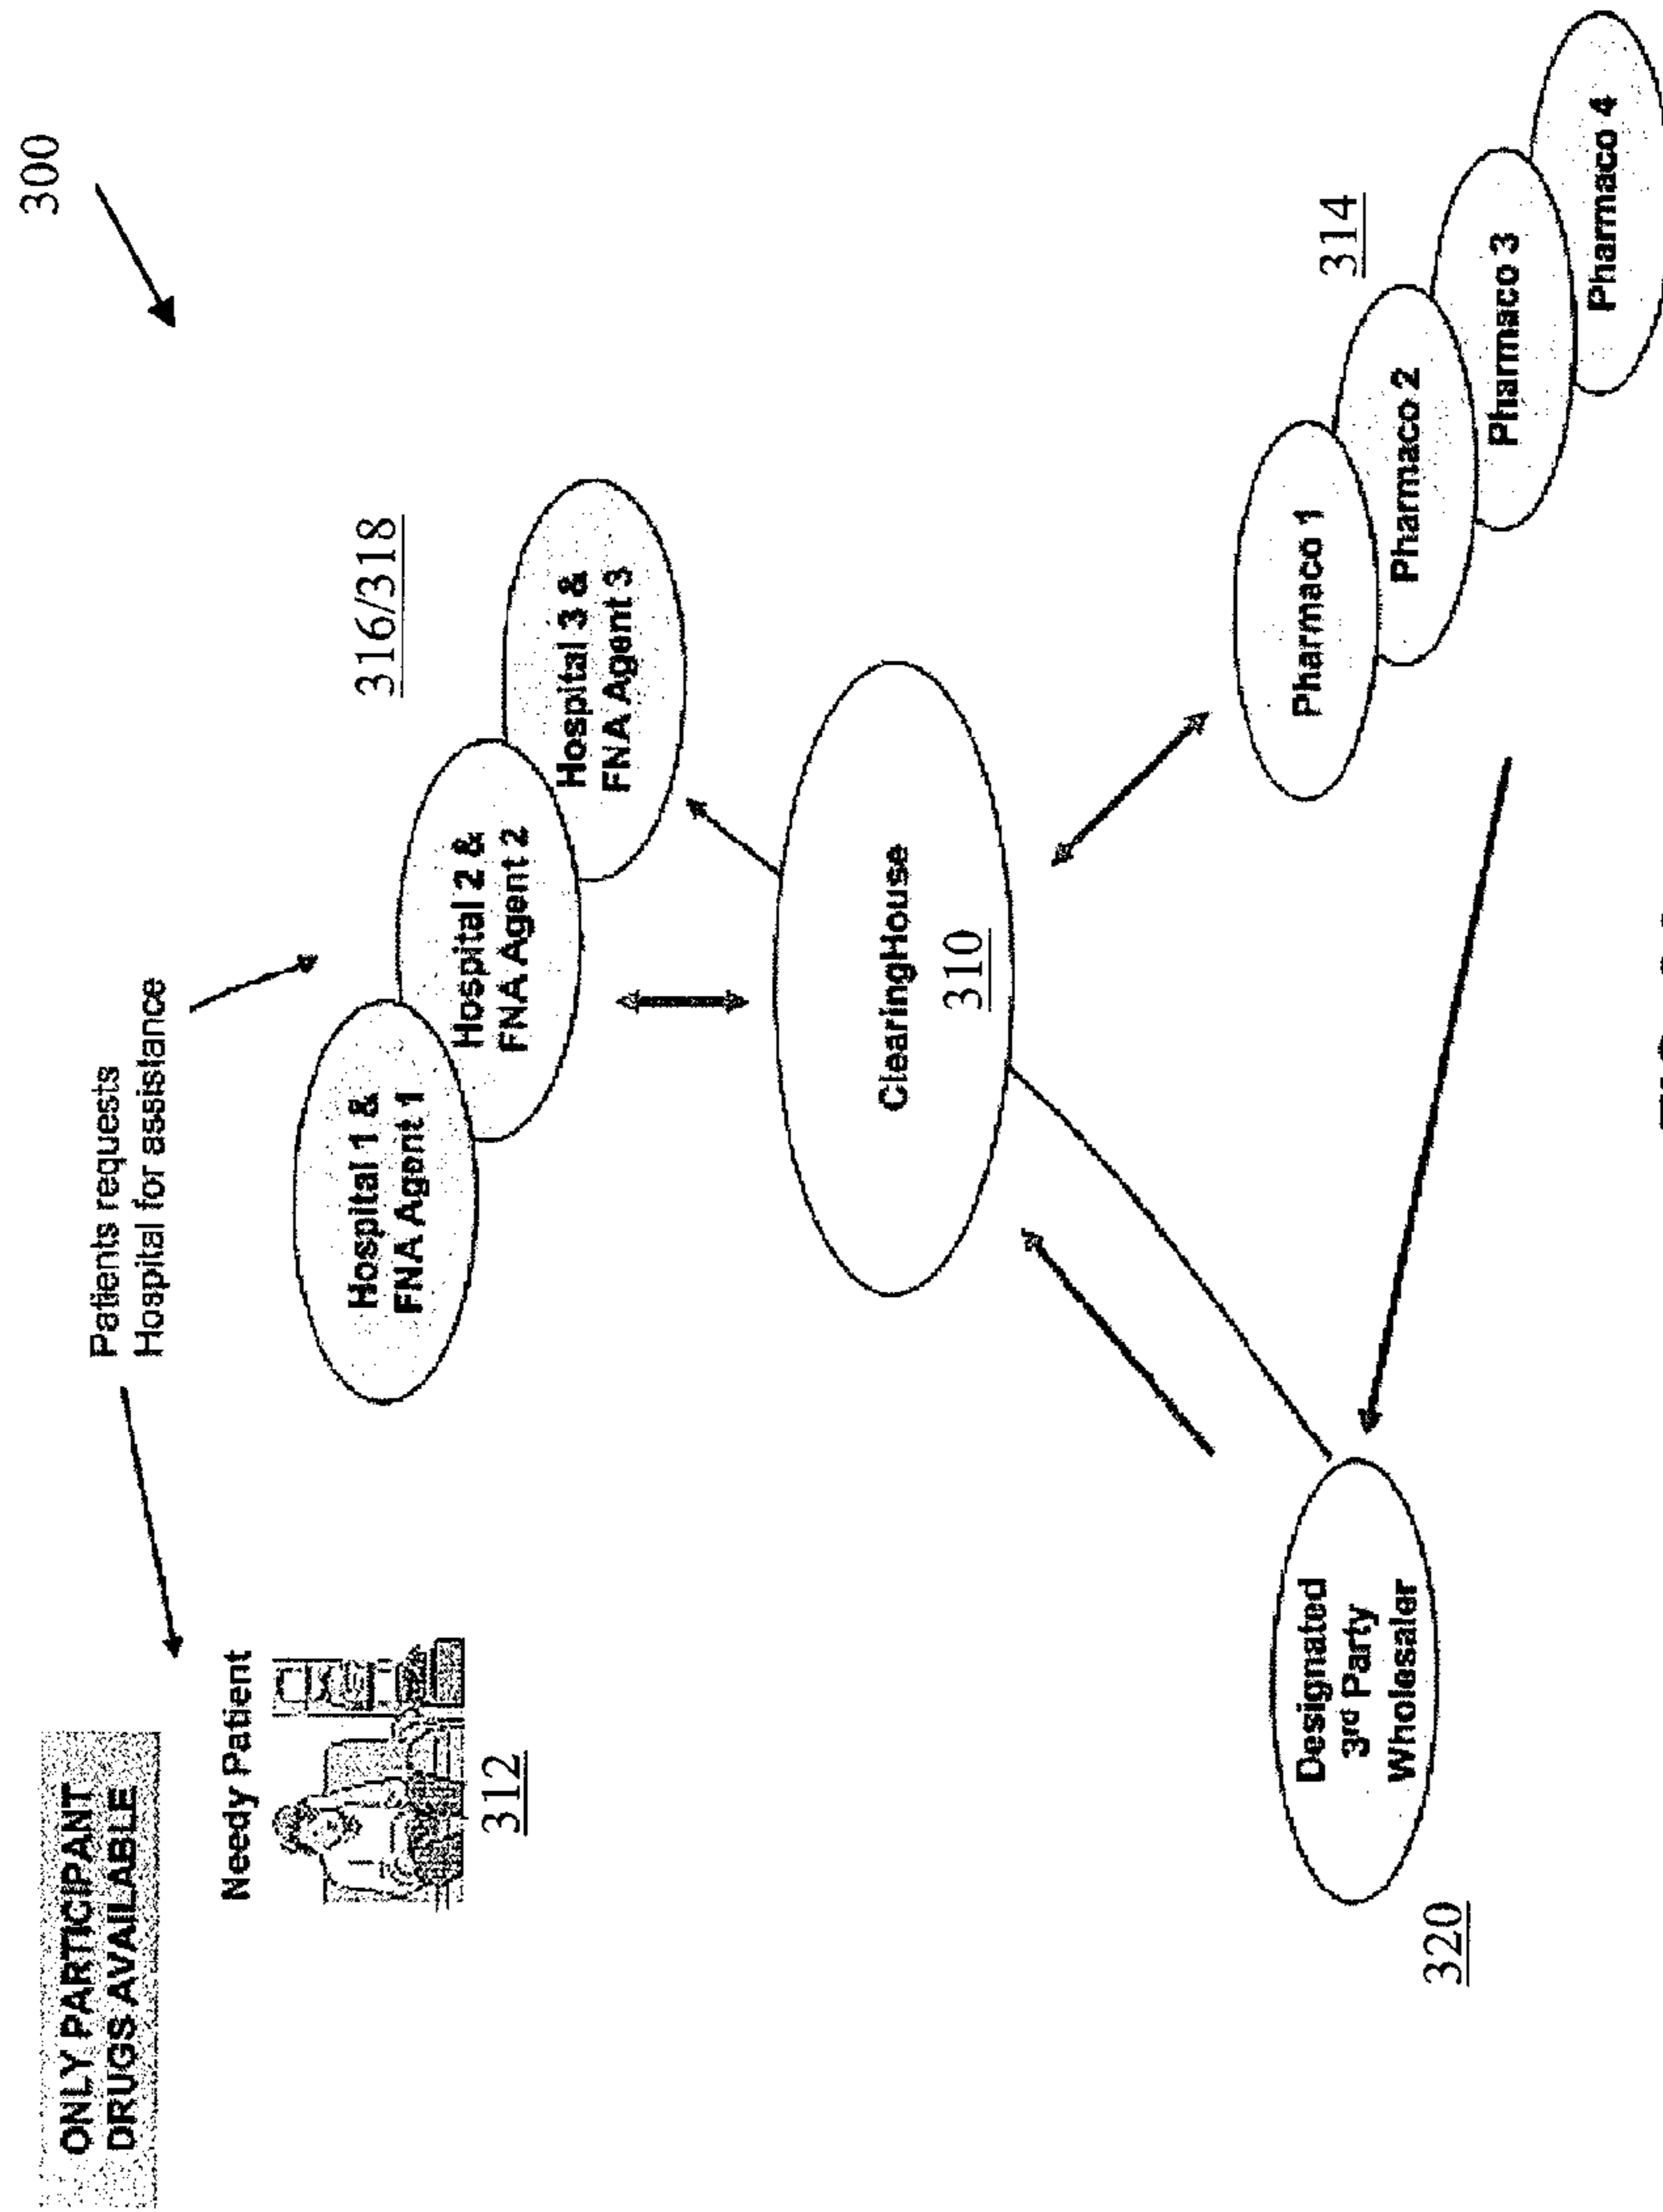 300
ONLY PARTICIPANT
DRUGS AVAILABLE
Patients requests
Hospital for assistance
Needy Patient
312
316/318
Hospital 1 &
FNA Agent 1
Hospital 2 &
FNA Agent 2
Hospital 3 &
FNA Agent 3
ClearingHouse
310
314
Pharmaco 1
Pharmaco 2
Pharmaco 3
Pharmaco 4
Designated
3rd Party
Wholesaler
320